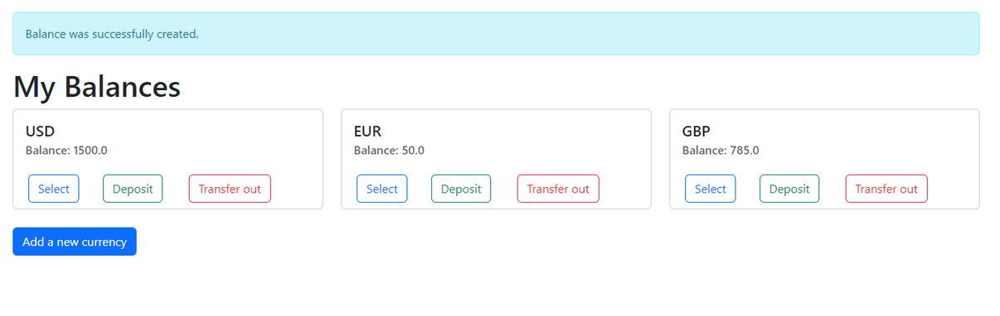 Balance was successfully created.
My Balances
USD
Balance: 1500.0
Select
Deposit
Transfer out
EUR
Balance: 50.0
Select
Deposit
Transfer out
GBP
Balance: 785.0
Select
Deposit
Transfer out
Add a new currency